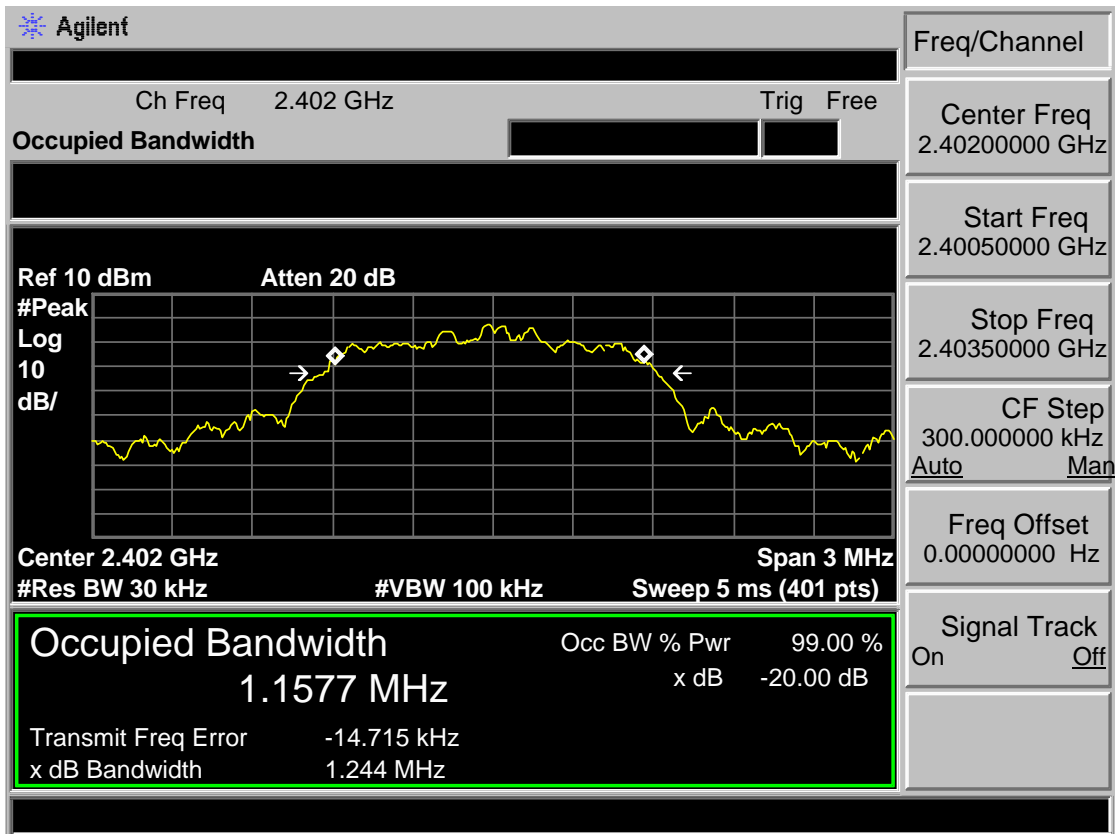 Agilent
Freq/Channel
Ch Freq 2.402 GHz Trig Free
Occupied Bandwidth
Center Freq
2.40200000 GHz
Start Freq
2.40050000 GHz
Stop Freq
2.40350000 GHz
CF Step
300.000000 kHz
Auto Man
Freq Offset
0.00000000 Hz
Signal Track
On Off
Ref 10 dBm Atten 20 dB
#Peak
Log
10
dB/
Center 2.402 GHz Span 3 MHz
#Res BW 30 kHz #VBW 100 kHz Sweep 5 ms (401 pts)
Occupied Bandwidth Occ BW % Pwr 99.00 %
1.1577 MHz x dB -20.00 dB
Transmit Freq Error -14.715 kHz
x dB Bandwidth 1.244 MHz